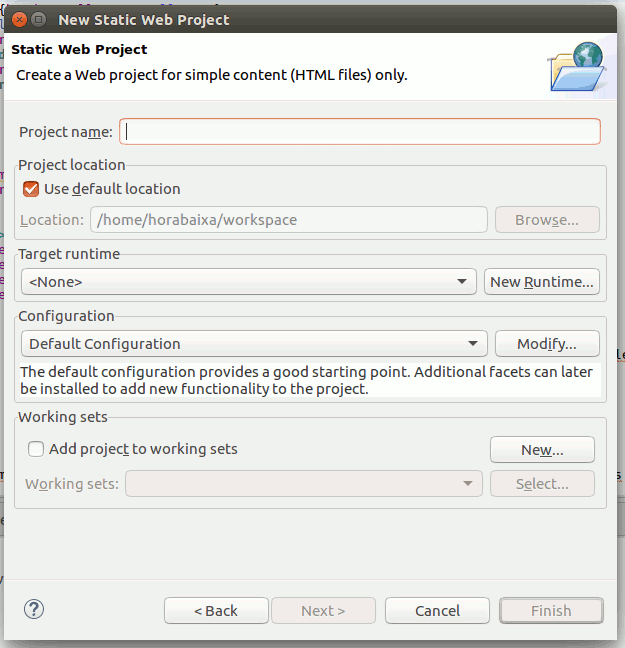 New Static Web Project
Static Web Project
Create a Web project for simple content (HTML files) only.
Project name:
Project location
Use default location
Location: /home/horabaixa/workspace Browse...
Target runtime
<None> New Runtime...
Configuration
Default Configuration Modify...
The default configuration provides a good starting point. Additional facets can later
be installed to add new functionality to the project.
Working sets
Add project to working sets New...
Working sets: Select...
? < Back Next > Cancel Finish